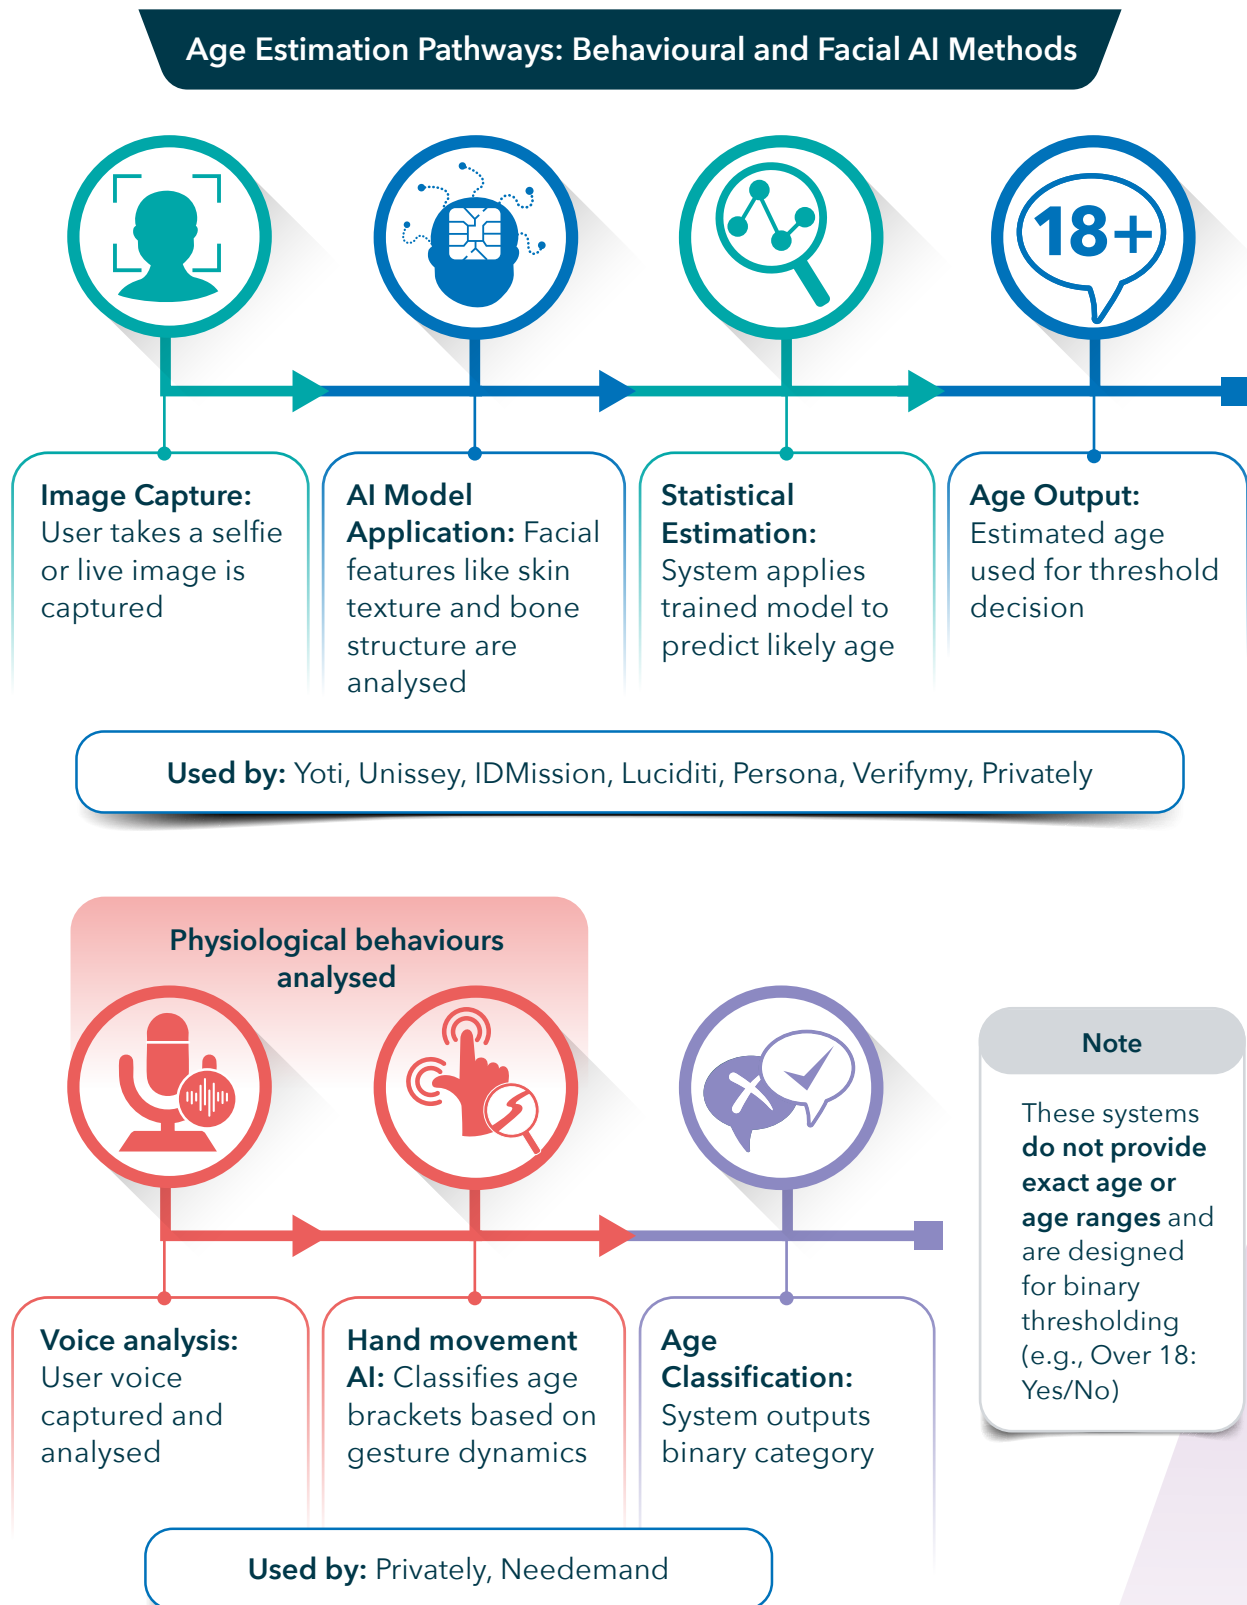 Age Estimation Pathways: Behavioural and Facial AI Methods
18+
Image Capture:
User takes a selfie
or live image is
captured
AI Model
Application: Facial
features like skin
texture and bone
structure are
analysed
Statistical
Estimation:
System applies
trained model to
predict likely age
Age Output:
Estimated age
used for threshold
decision
Used by: Yoti, Unissey, IDMission, Luciditi, Persona, Verifymy, Privately
Physiological behaviours
analysed
Voice analysis:
User voice
captured and
analysed
Hand movement
AI: Classifies age
brackets based on
gesture dynamics
Age
Classification:
System outputs
binary category
Note
These systems
do not provide
exact age or
age ranges and
are designed
for binary
thresholding
(e.g., Over 18:
Yes/No)
Used by: Privately, Needemand